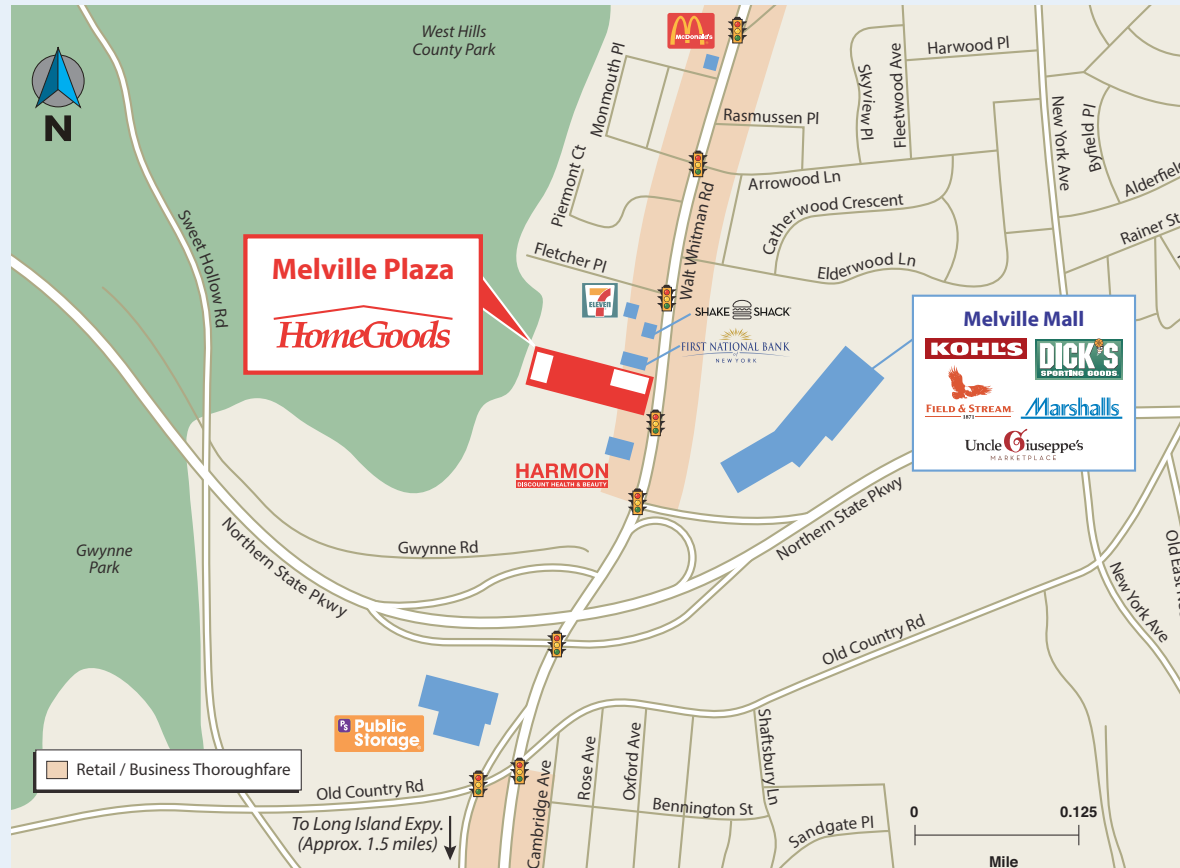 West Hills
County Park
McDonald's
N
Monmouth Pl
Piermont Ct
Fletcher Pl
Rasmussen Pl
Skyview Pl
Fleetwood Ave
Harwood Pl
New York Ave
Byfield Pl
Rainer St
Arrowood Ln
Catherwood Crescent
Elderwood Ln
Walt Whitman Rd
Sweet Hollow Rd
Melville Plaza
HomeGoods
7
ELEVEN
SHAKE SHACK
FIRST NATIONAL BANK
of
NEW YORK
Melville Mall
KOHL'S
DICK'S
SPORTING GOODS
FIELD & STREAM
1871
Marshalls
Uncle Giuseppe's
MARKETPLACE
HARMON
DISCOUNT HEALTH & BEAUTY
Gwynne
Park
Gwynne Rd
Northern State Pkwy
Northern State Pkwy
Old Country Rd
New York Ave
PS Public
Storage
Retail / Business Thoroughfare
Old Country Rd
To Long Island Expy.
(Approx. 1.5 miles)
Cambridge Ave
Rose Ave
Oxford Ave
Shaftsbury Ln
Bennington St
Sandgate Pl
0 0.125
Mile